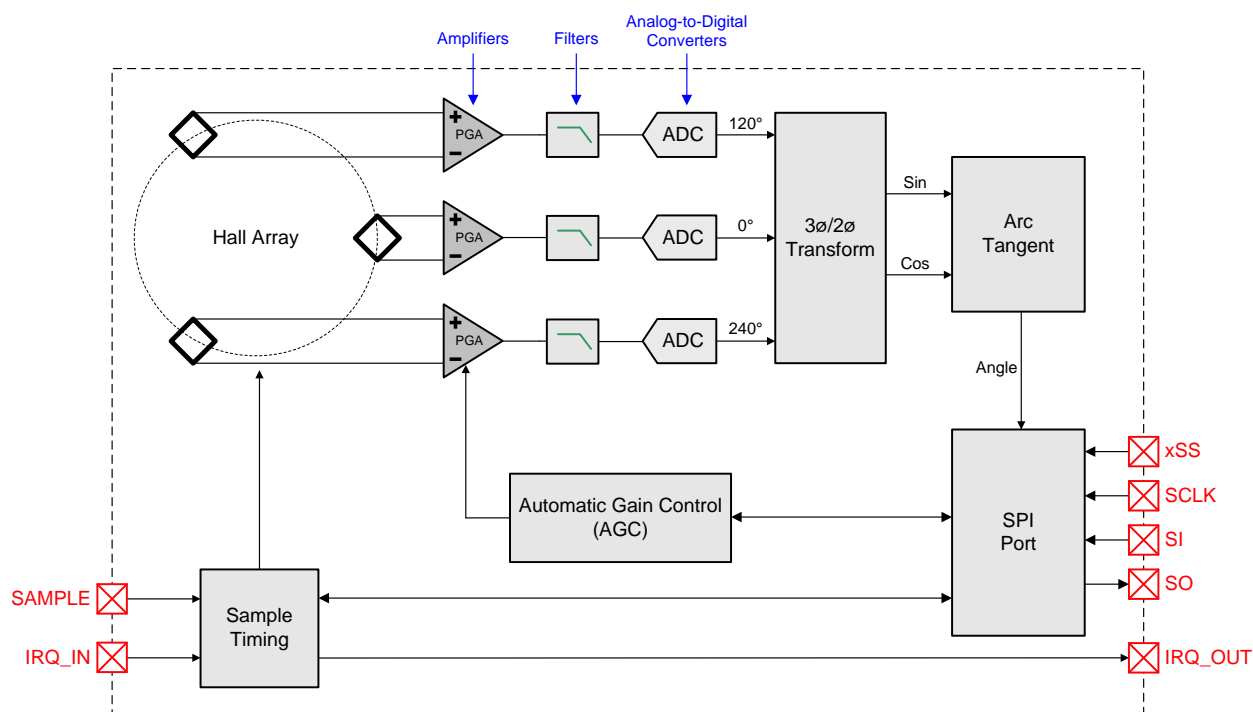 Amplifiers
Filters
Analog-to-Digital
Converters
+
PGA
−
ADC
120°
Hall Array
+
PGA
−
ADC
0°
3ø/2ø
Transform
Sin
Cos
Arc
Tangent
+
PGA
−
ADC
240°
Angle
Automatic Gain Control
(AGC)
SPI
Port
xSS
SCLK
SI
SO
SAMPLE
IRQ_IN
Sample
Timing
IRQ_OUT